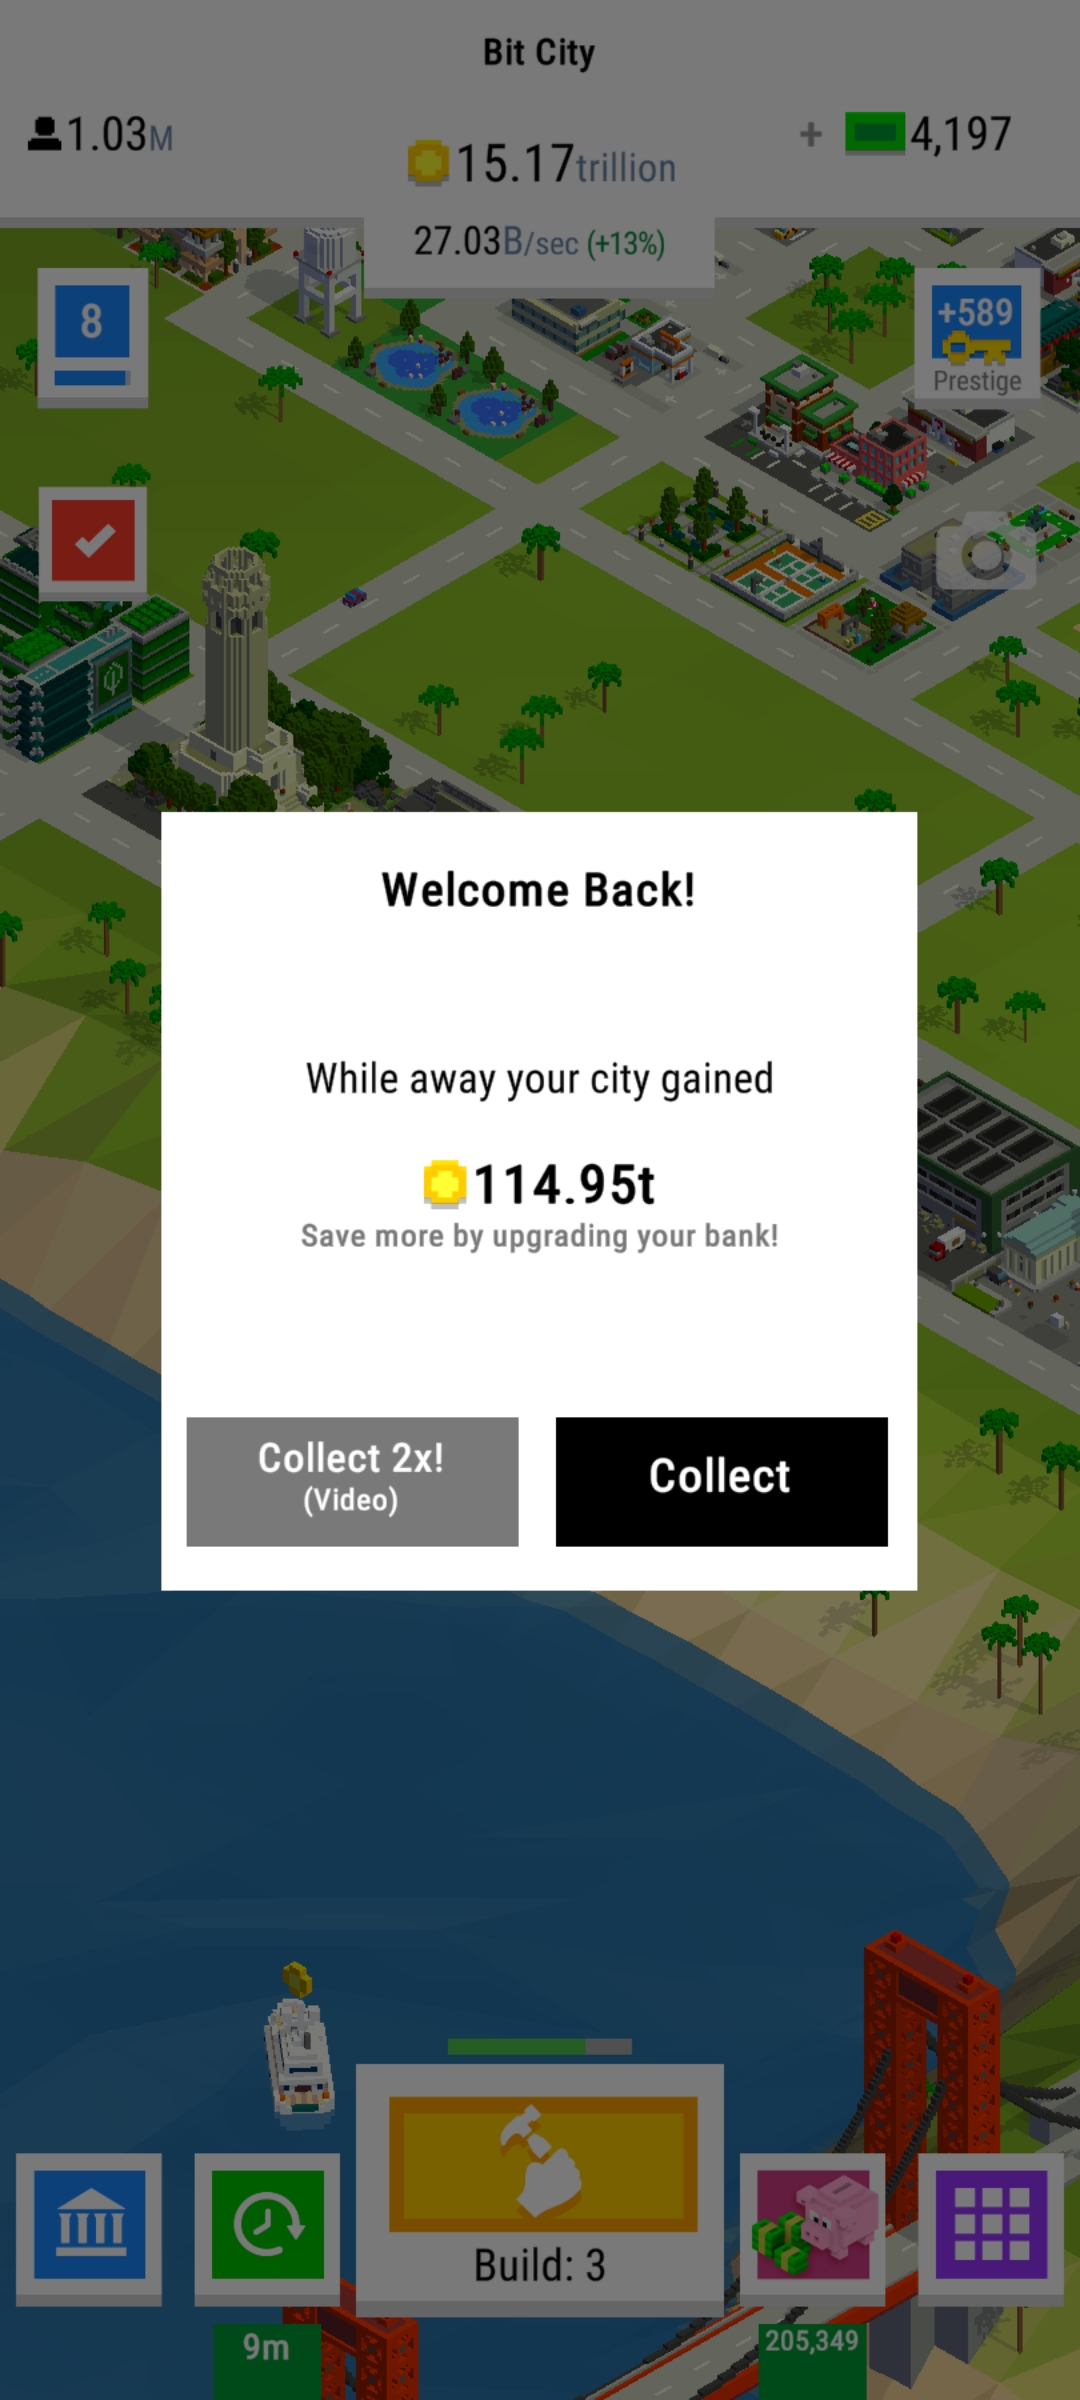 Bit City
1.03M
15.17trillion
+ 4,197
27.03B/sec (+13%)
8
+589
Prestige
Welcome Back!
While away your city gained
114.95t
Save more by upgrading your bank!
Collect 2x!
(Video)
Collect
Build: 3
9m
205,349